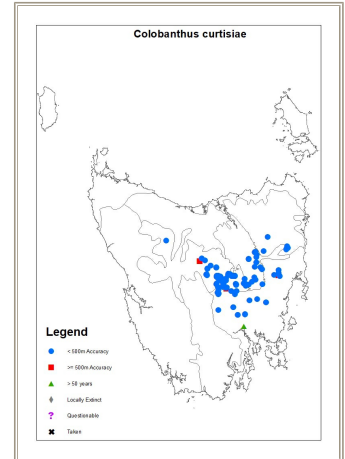 Colobanthus curtisiae
Legend
< 500m Accuracy
>= 500m Accuracy
> 50 years
Locally Extinct
Questionable
Taken